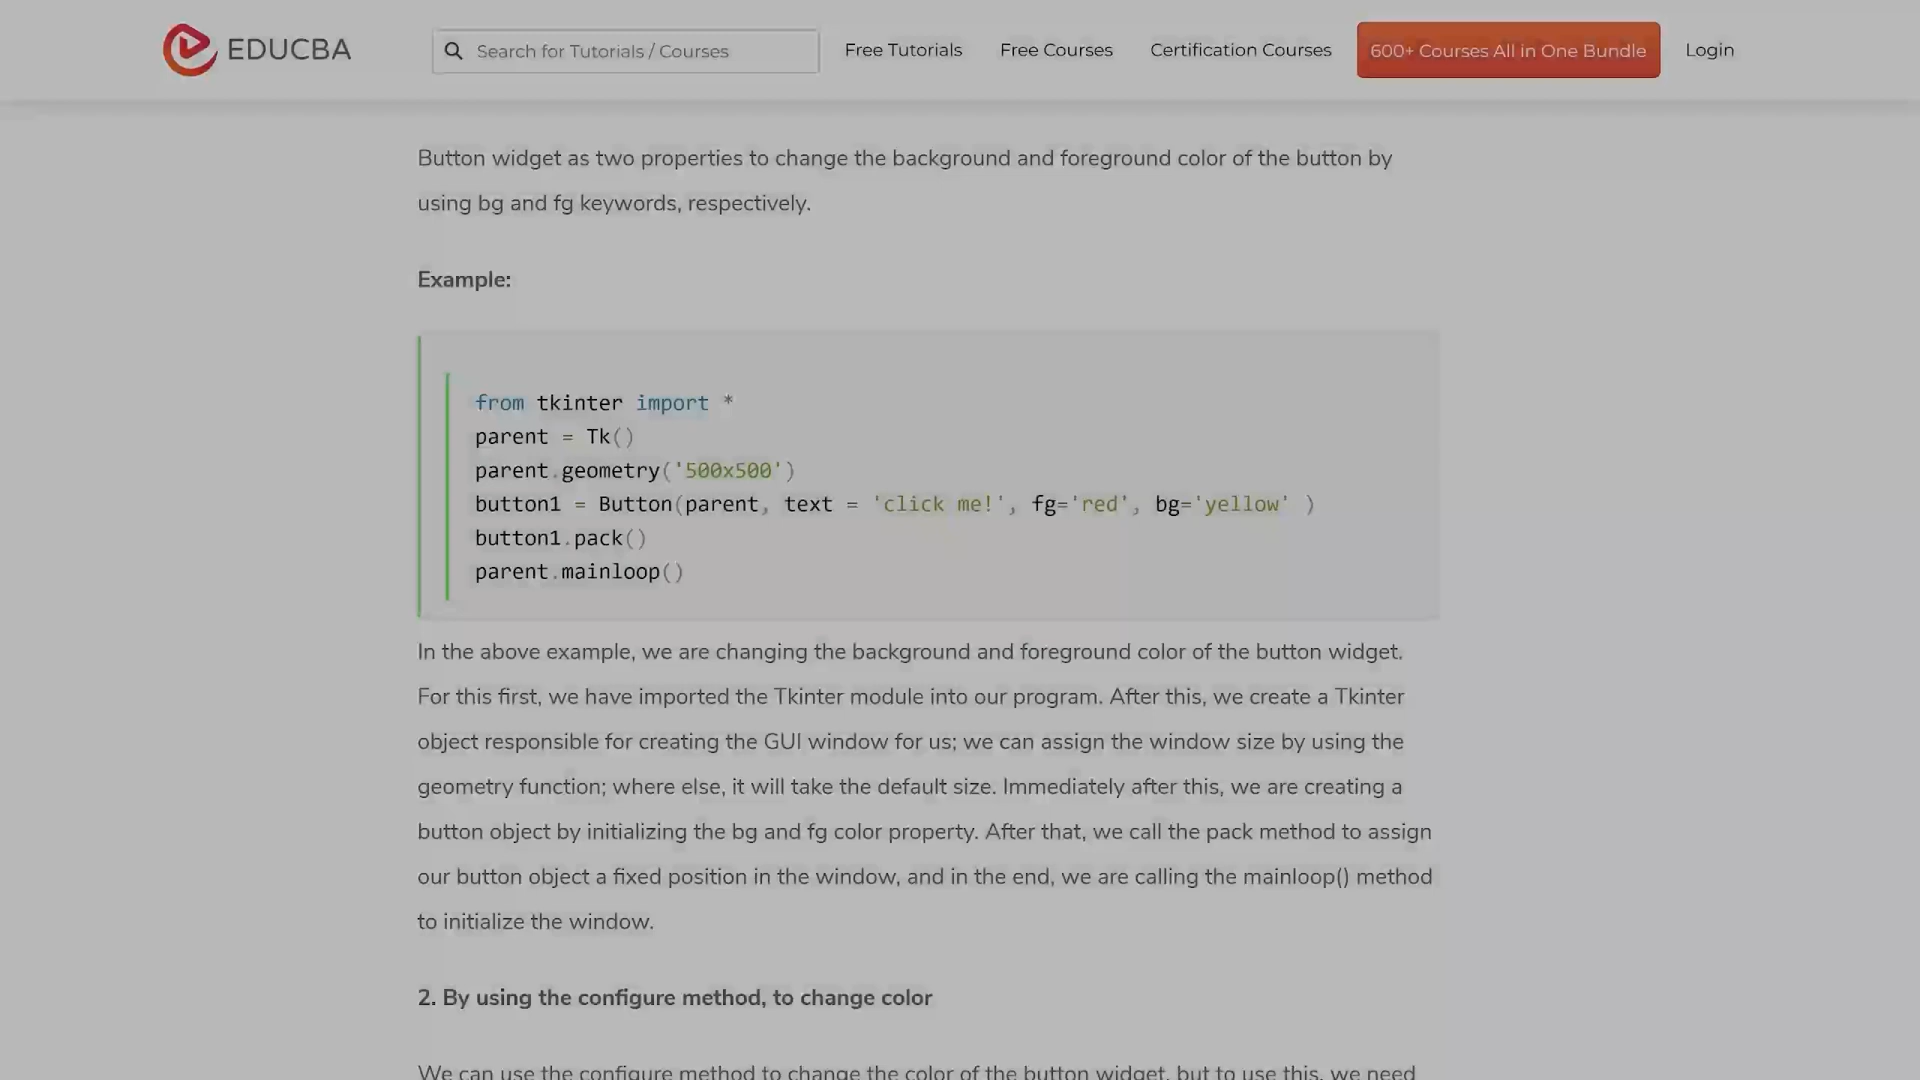 EDUCBA Search for Tutorials / Courses Free Tutorials Free Courses Certification Courses 600+ Courses All in One Bundle Login
Button widget as two properties to change the background and foreground color of the button by
using bg and fg keywords, respectively.
Example:
from tkinter import *
parent = Tk()
parent.geometry('500x500')
button1 = Button(parent, text = 'click me!', fg='red', bg='yellow' )
button1.pack()
parent.mainloop()
In the above example, we are changing the background and foreground color of the button widget.
For this first, we have imported the Tkinter module into our program. After this, we create a Tkinter
object responsible for creating the GUI window for us; we can assign the window size by using the
geometry function; where else, it will take the default size. Immediately after this, we are creating a
button object by initializing the bg and fg color property. After that, we call the pack method to assign
our button object a fixed position in the window, and in the end, we are calling the mainloop() method
to initialize the window.
2. By using the configure method, to change color
We can use the configure method to change the color of the button widget, but to use this, we need